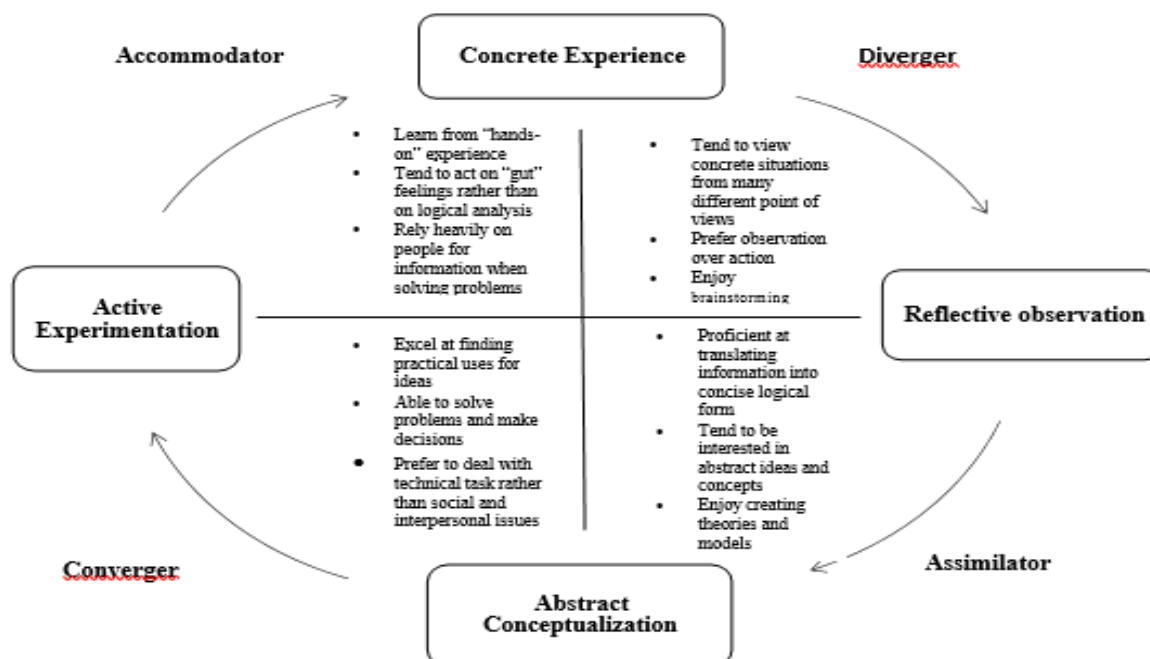 Accommodator
Concrete Experience
Diverger
Learn from “hands-
on” experience
Tend to act on “gut”
feelings rather than
on logical analysis
Rely heavily on
people for
information when
solving problems
Tend to view
concrete situations
from many
different point of
views
Prefer observation
over action
Enjoy
brainstorming
Active
Experimentation
Reflective observation
Excel at finding
practical uses for
ideas
Able to solve
problems and make
decisions
Prefer to deal with
technical task rather
than social and
interpersonal issues
Proficient at
translating
information into
concise logical
form
Tend to be
interested in
abstract ideas and
concepts
Enjoy creating
theories and
models
Converger
Abstract
Conceptualization
Assimilator